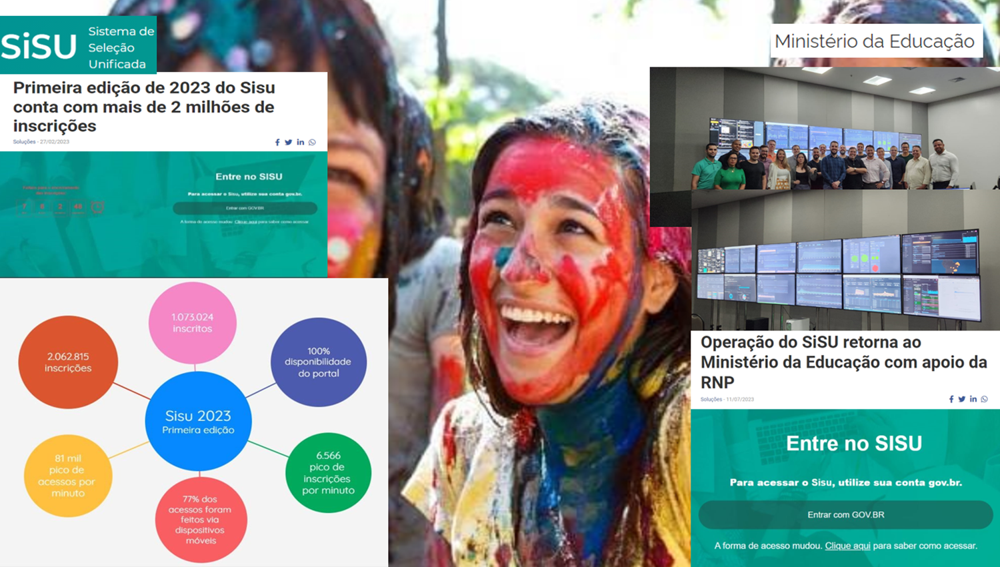 SiSU
Sistema de
Seleção
Unificada
Primeira edição de 2023 do Sisu
conta com mais de 2 milhões de
inscrições
Soluções - 27/02/2023
7 6 2 46
Entre no SISU
Para acessar o Sisu, utilize sua conta gov.br.
Entrar com GOV.BR
A forma de acesso mudou. Clique aqui para saber como acessar.
1.073.024
inscritos
2.062.815
inscrições
100%
disponibilidade
do portal
Sisu 2023
Primeira edição
81 mil
pico de
acessos por
minuto
6.566
pico de
inscrições
por minuto
77% dos
acessos foram
feitos via
dispositivos
móveis
Ministério da Educação
Operação do SiSU retorna ao
Ministério da Educação com apoio da
RNP
Soluções - 11/07/2023
Entre no SISU
Para acessar o Sisu, utilize sua conta gov.br.
Entrar com GOV.BR
A forma de acesso mudou. Clique aqui para saber como acessar.